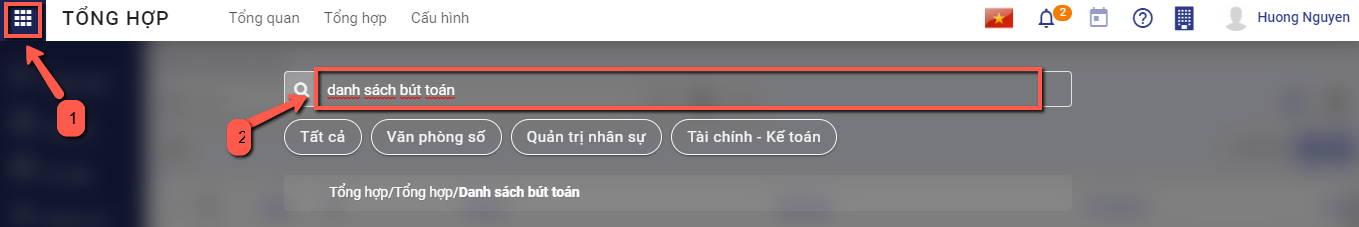 TỔNG HỢP Tổng quan Tổng hợp Cấu hình 2 Huong Nguyen
1
danh sách bút toán
2
Tất cả Văn phòng số Quản trị nhân sự Tài chính - Kế toán
Tổng hợp/Tổng hợp/Danh sách bút toán